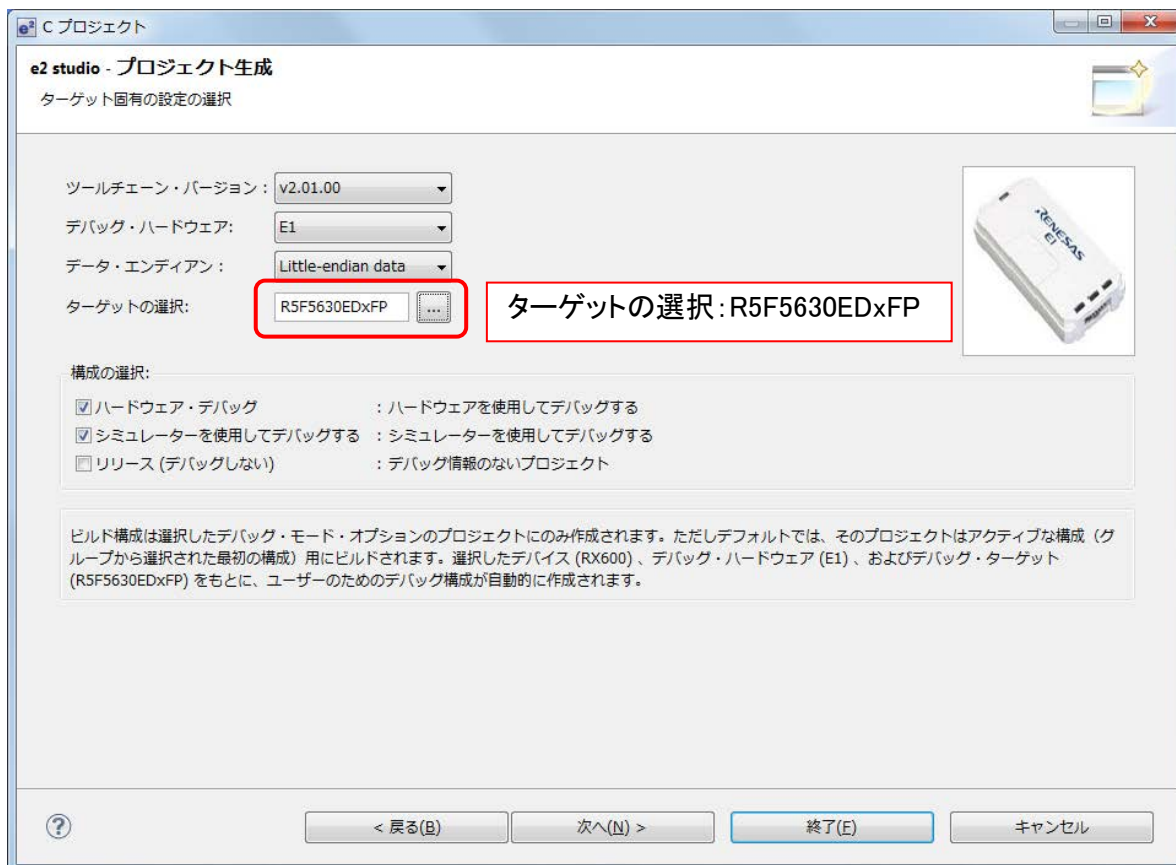 e² C プロジェクト
e2 studio - プロジェクト生成
ターゲット固有の設定の選択
ツールチェーン・バージョン : v2.01.00
デバッグ・ハードウェア: E1
データ・エンディアン : Little-endian data
ターゲットの選択: R5F5630EDxFP ...
ターゲットの選択:R5F5630EDxFP
RENESAS
E1
構成の選択:
ハードウェア・デバッグ : ハードウェアを使用してデバッグする
シミュレーターを使用してデバッグする : シミュレーターを使用してデバッグする
リリース (デバッグしない) : デバッグ情報のないプロジェクト
ビルド構成は選択したデバッグ・モード・オプションのプロジェクトにのみ作成されます。ただしデフォルトでは、そのプロジェクトはアクティブな構成（グ
ループから選択された最初の構成）用にビルドされます。選択したデバイス (RX600) 、デバッグ・ハードウェア (E1) 、およびデバッグ・ターゲット
(R5F5630EDxFP) をもとに、ユーザーのためのデバッグ構成が自動的に作成されます。
? < 戻る(B) 次へ(N) > 終了(F) キャンセル